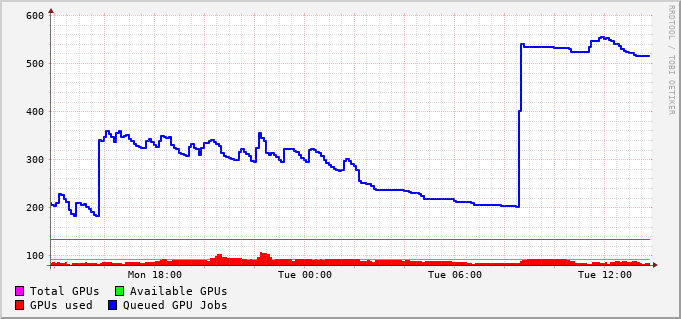 600
500
400
300
200
100
Mon 18:00 Tue 00:00 Tue 06:00 Tue 12:00
Total GPUs Available GPUs
GPUs used Queued GPU Jobs
RRDTOOL / TOBI OETIKER